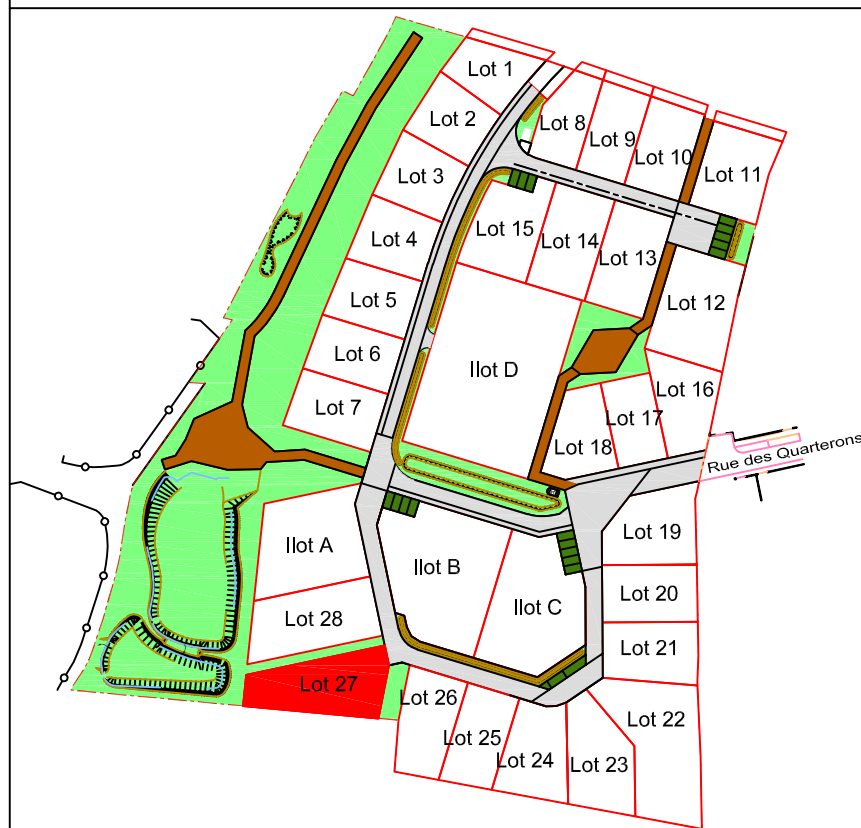 Lot 1
Lot 2
Lot 3
Lot 4
Lot 5
Lot 6
Lot 7
Lot 8
Lot 9
Lot 10
Lot 11
Lot 15
Lot 14
Lot 13
Lot 12
Ilot D
Lot 16
Lot 17
Lot 18
Rue des Quarterons
Ilot A
Ilot B
Ilot C
Lot 19
Lot 20
Lot 21
Lot 28
Lot 27
Lot 26
Lot 25
Lot 24
Lot 23
Lot 22